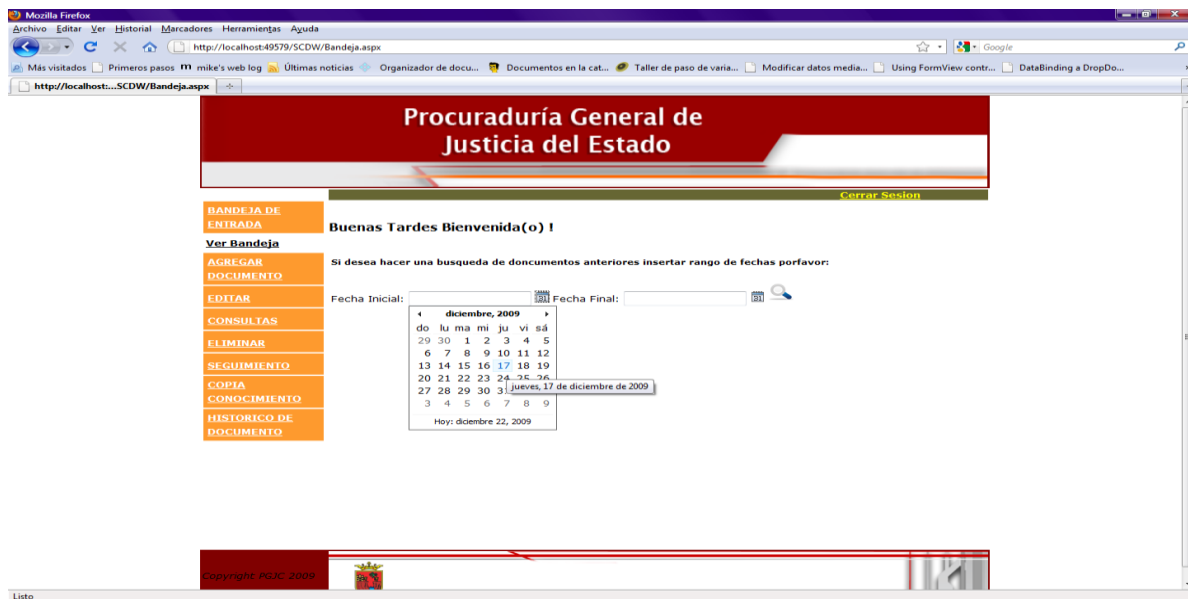 Mozilla Firefox
Archivo Editar Ver Historial Marcadores Herramientas Ayuda
http://localhost:49579/SCDW/Bandeja.aspx
Google
Más visitados Primeros pasos mike's web log Últimas noticias Organizador de docu... Documentos en la cat... Taller de paso de varia... Modificar datos media... Using FormView contr... DataBinding a DropDo...
http://localhost:...SCDW/Bandeja.aspx
Procuraduría General de
Justicia del Estado
Cerrar Sesion
BANDEJA DE
ENTRADA
Ver Bandeja
AGREGAR
DOCUMENTO
EDITAR
CONSULTAS
ELIMINAR
SEGUIMIENTO
COPIA
CONOCIMIENTO
HISTORICO DE
DOCUMENTO
Buenas Tardes Bienvenida(o) !
Si desea hacer una busqueda de doncumentos anteriores insertar rango de fechas porfavor:
Fecha Inicial: Fecha Final:
diciembre, 2009
do lu ma mi ju vi sá
29 30 1 2 3 4 5
6 7 8 9 10 11 12
13 14 15 16 17 18 19
20 21 22 23 24 25 26
27 28 29 30 31
jueves, 17 de diciembre de 2009
3 4 5 6 7 8 9
Hoy: diciembre 22, 2009
Copyright: PGJC. 2009
Listo